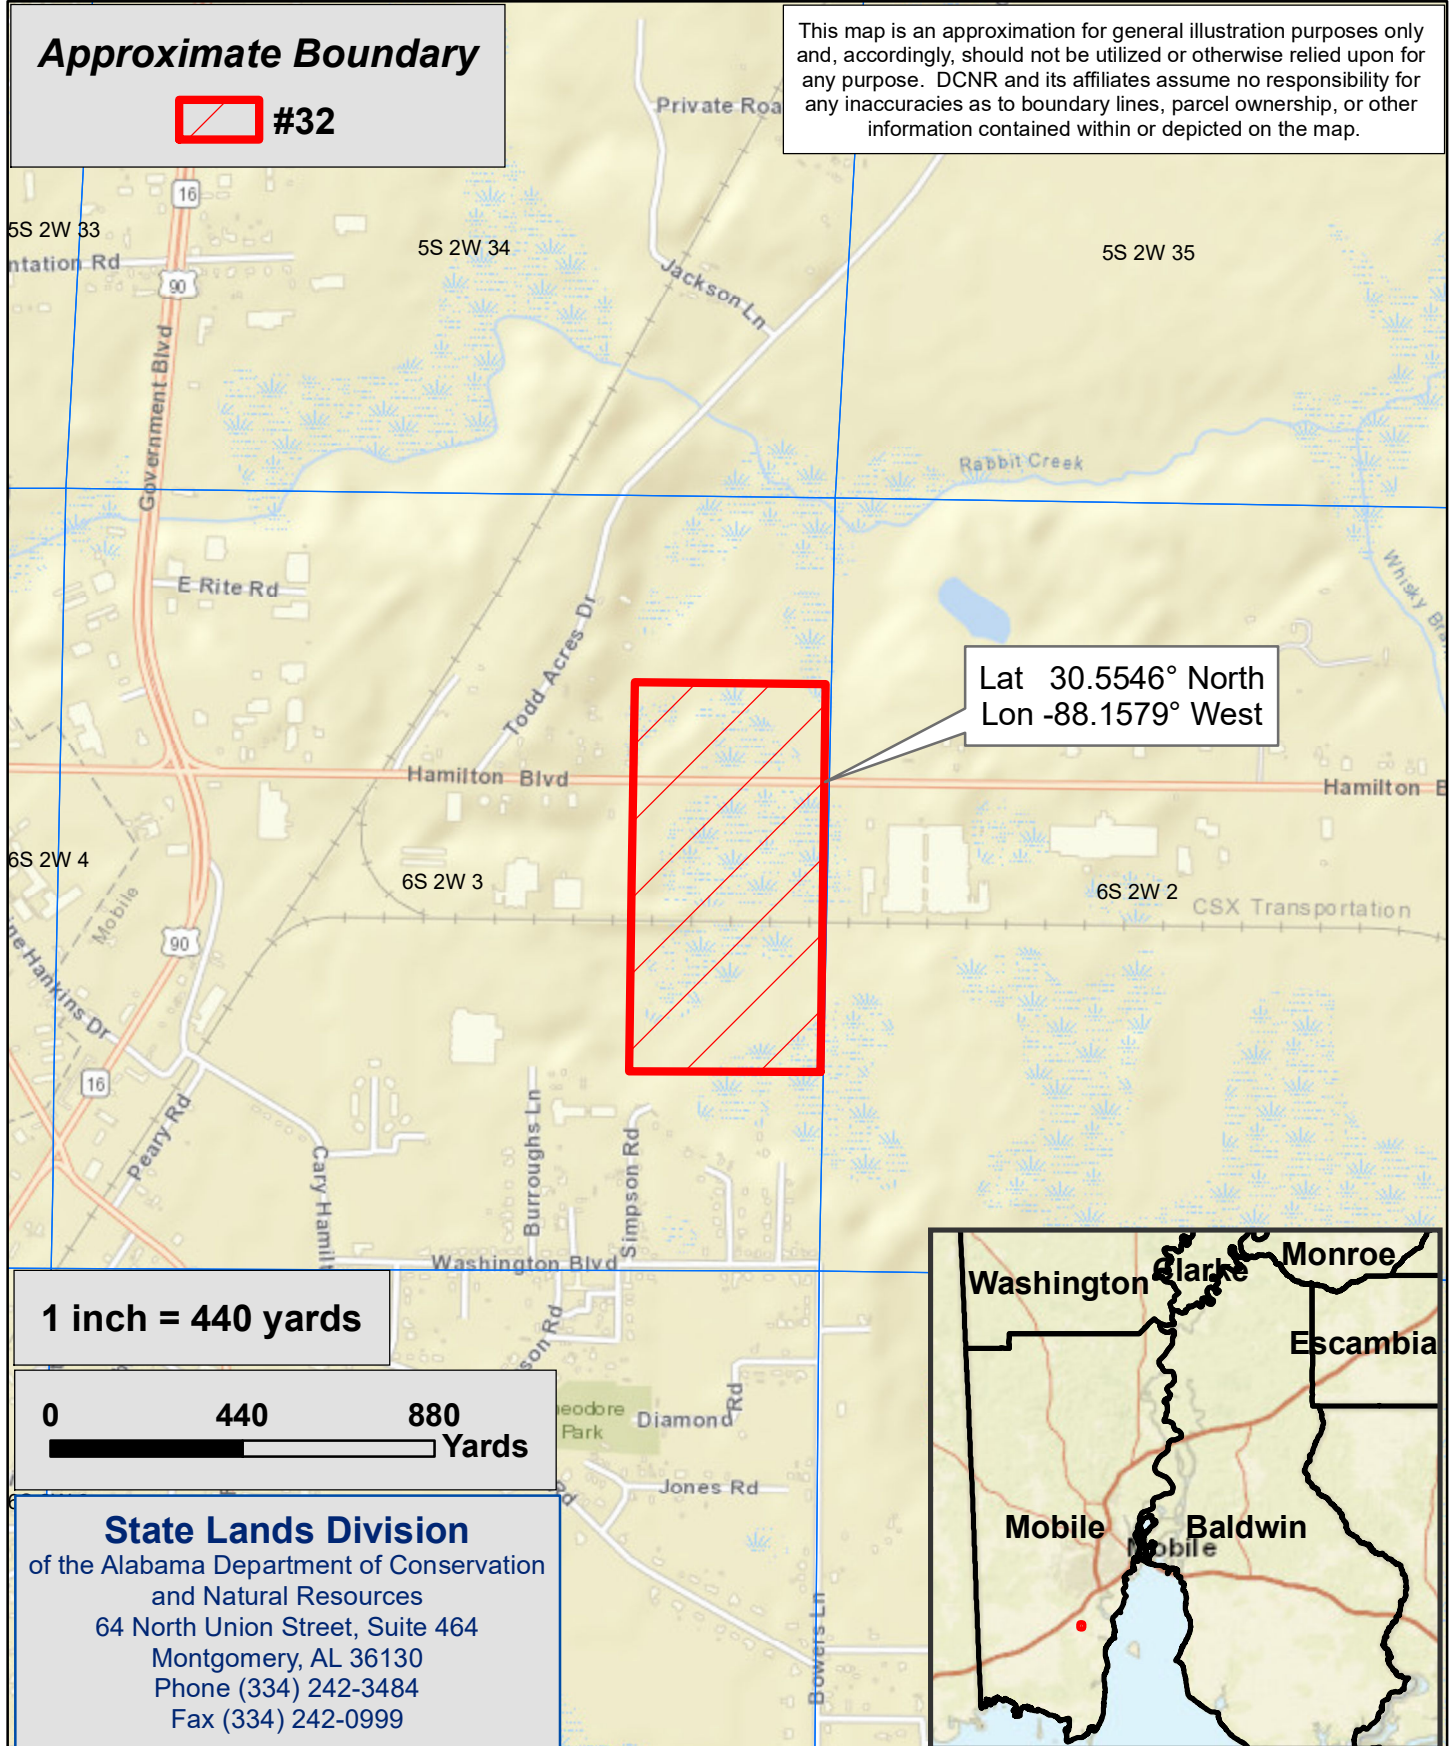 Approximate Boundary
#32
This map is an approximation for general illustration purposes only
and, accordingly, should not be utilized or otherwise relied upon for
any purpose. DCNR and its affiliates assume no responsibility for
any inaccuracies as to boundary lines, parcel ownership, or other
information contained within or depicted on the map.
Private Roa
16
5S 2W 33
5S 2W 34
5S 2W 35
ntation Rd
90
Jackson Ln
Government Blvd
Rabbit Creek
E Rite Rd
Whisky Bra
Todd Acres Dr
Lat 30.5546° North
Lon -88.1579° West
Hamilton Blvd
Hamilton B
6S 2W 4
6S 2W 3
6S 2W 2
CSX Transportation
Mobile
90
ne Hankins Dr
16
Peary Rd
Cary Hamilt
Burroughs Ln
Simpson Rd
Washington Blvd
son Rd
eodore
Park
Diamond Rd
Jones Rd
Rd
Bowers Ln
1 inch = 440 yards
0 440 880
Yards
State Lands Division
of the Alabama Department of Conservation
and Natural Resources
64 North Union Street, Suite 464
Montgomery, AL 36130
Phone (334) 242-3484
Fax (334) 242-0999
Washington
Clarke
Monroe
Escambia
Mobile
Baldwin
Mobile